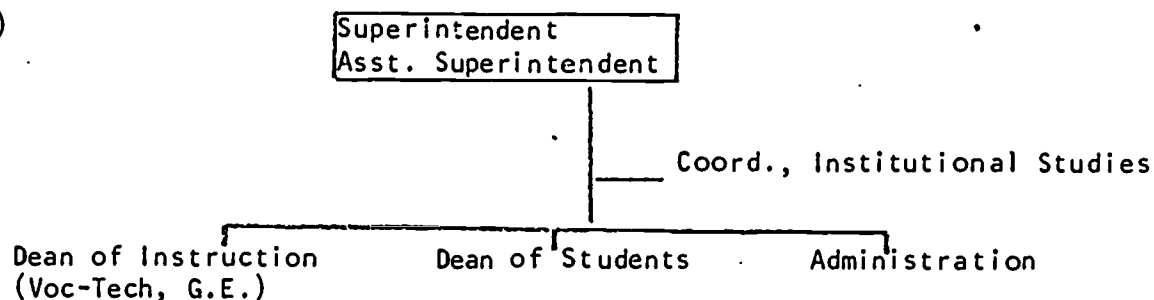 )
Superintendent
Asst. Superintendent
Coord., Institutional Studies
Dean of Instruction
(Voc-Tech, G.E.)
Dean of Students
Administration